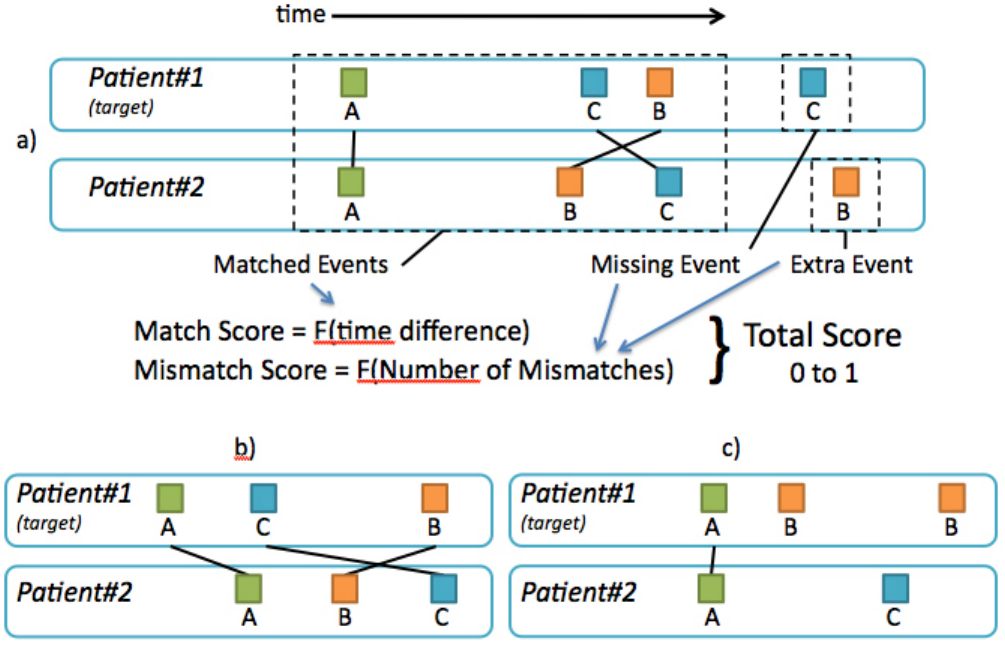 time
Patient#1
(target)
A C B C
a)
Patient#2
A B C B
Matched Events Missing Event Extra Event
Match Score = F(time difference)
Mismatch Score = F(Number of Mismatches)
} Total Score
0 to 1
b)
Patient#1
(target)
A C B
Patient#2
A B C
c)
Patient#1
(target)
A B B
Patient#2
A C